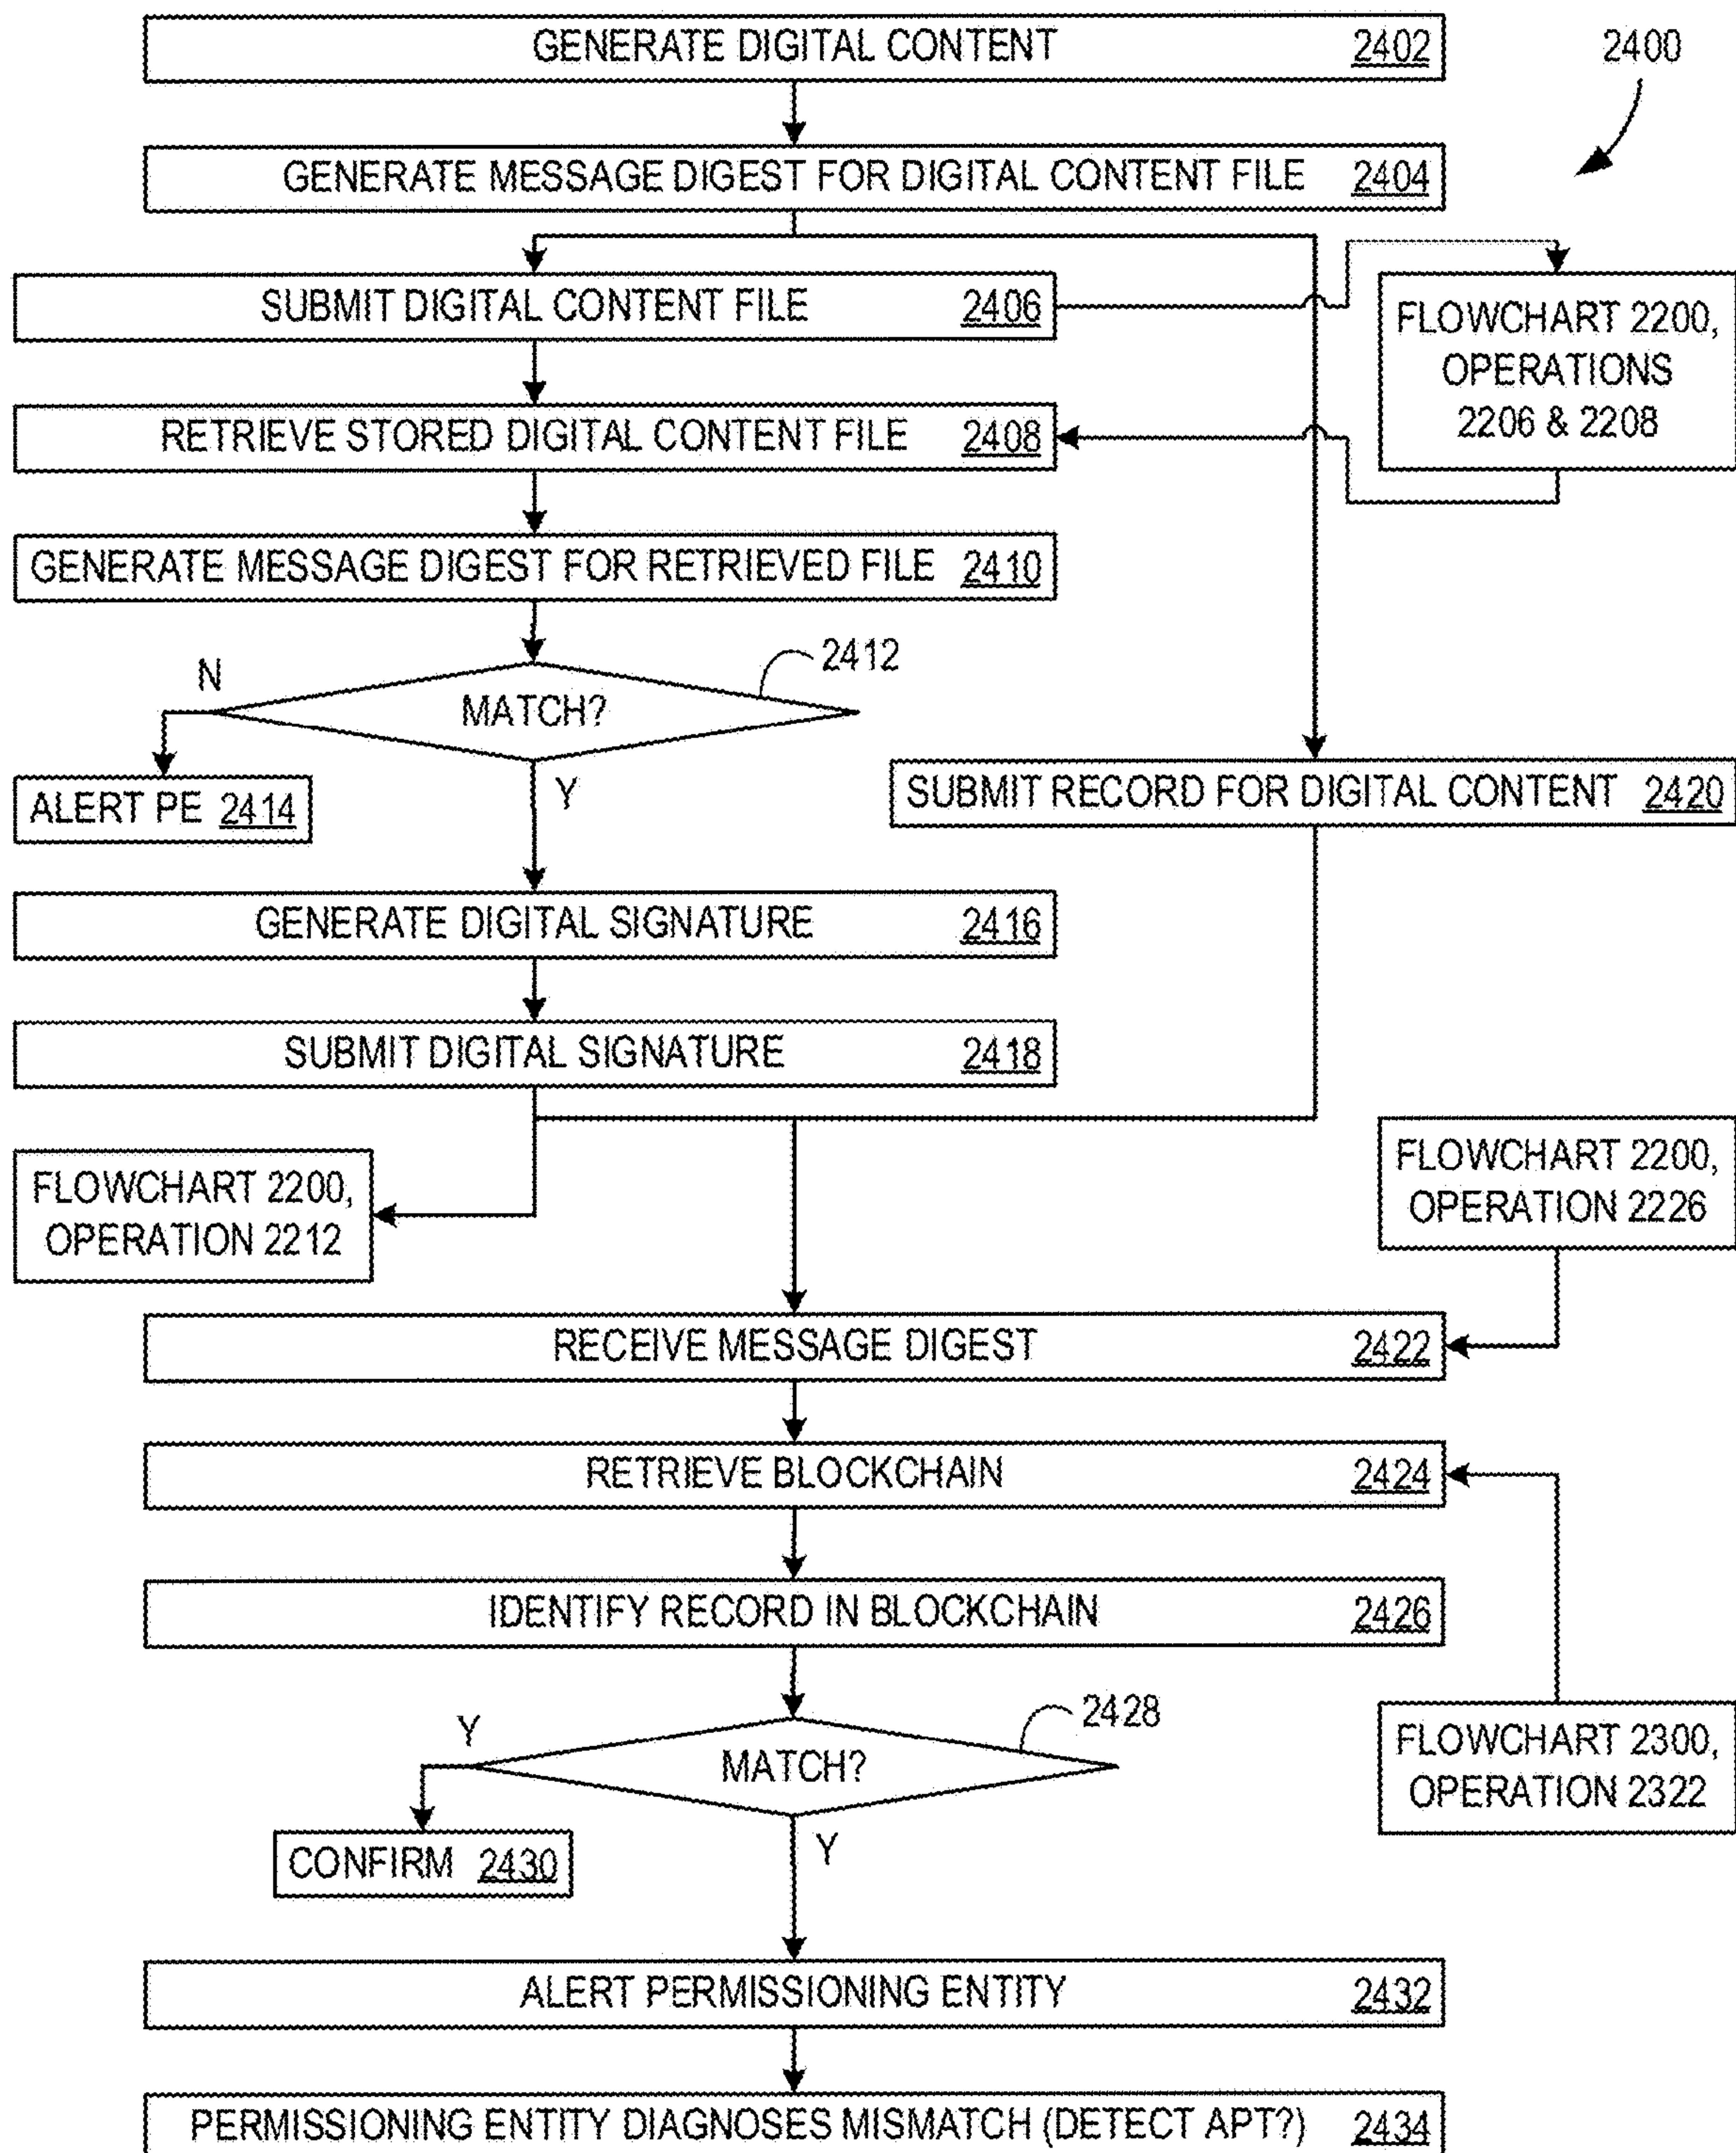 GENERATE DIGITAL CONTENT 2402
2400
GENERATE MESSAGE DIGEST FOR DIGITAL CONTENT FILE 2404
SUBMIT DIGITAL CONTENT FILE 2406
FLOWCHART 2200,
OPERATIONS
2206 & 2208
RETRIEVE STORED DIGITAL CONTENT FILE 2408
GENERATE MESSAGE DIGEST FOR RETRIEVED FILE 2410
2412
N
MATCH?
Y
ALERT PE 2414
SUBMIT RECORD FOR DIGITAL CONTENT 2420
GENERATE DIGITAL SIGNATURE 2416
SUBMIT DIGITAL SIGNATURE 2418
FLOWCHART 2200,
OPERATION 2212
FLOWCHART 2200,
OPERATION 2226
RECEIVE MESSAGE DIGEST 2422
RETRIEVE BLOCKCHAIN 2424
IDENTIFY RECORD IN BLOCKCHAIN 2426
2428
Y
MATCH?
Y
FLOWCHART 2300,
OPERATION 2322
CONFIRM 2430
ALERT PERMISSIONING ENTITY 2432
PERMISSIONING ENTITY DIAGNOSES MISMATCH (DETECT APT?) 2434